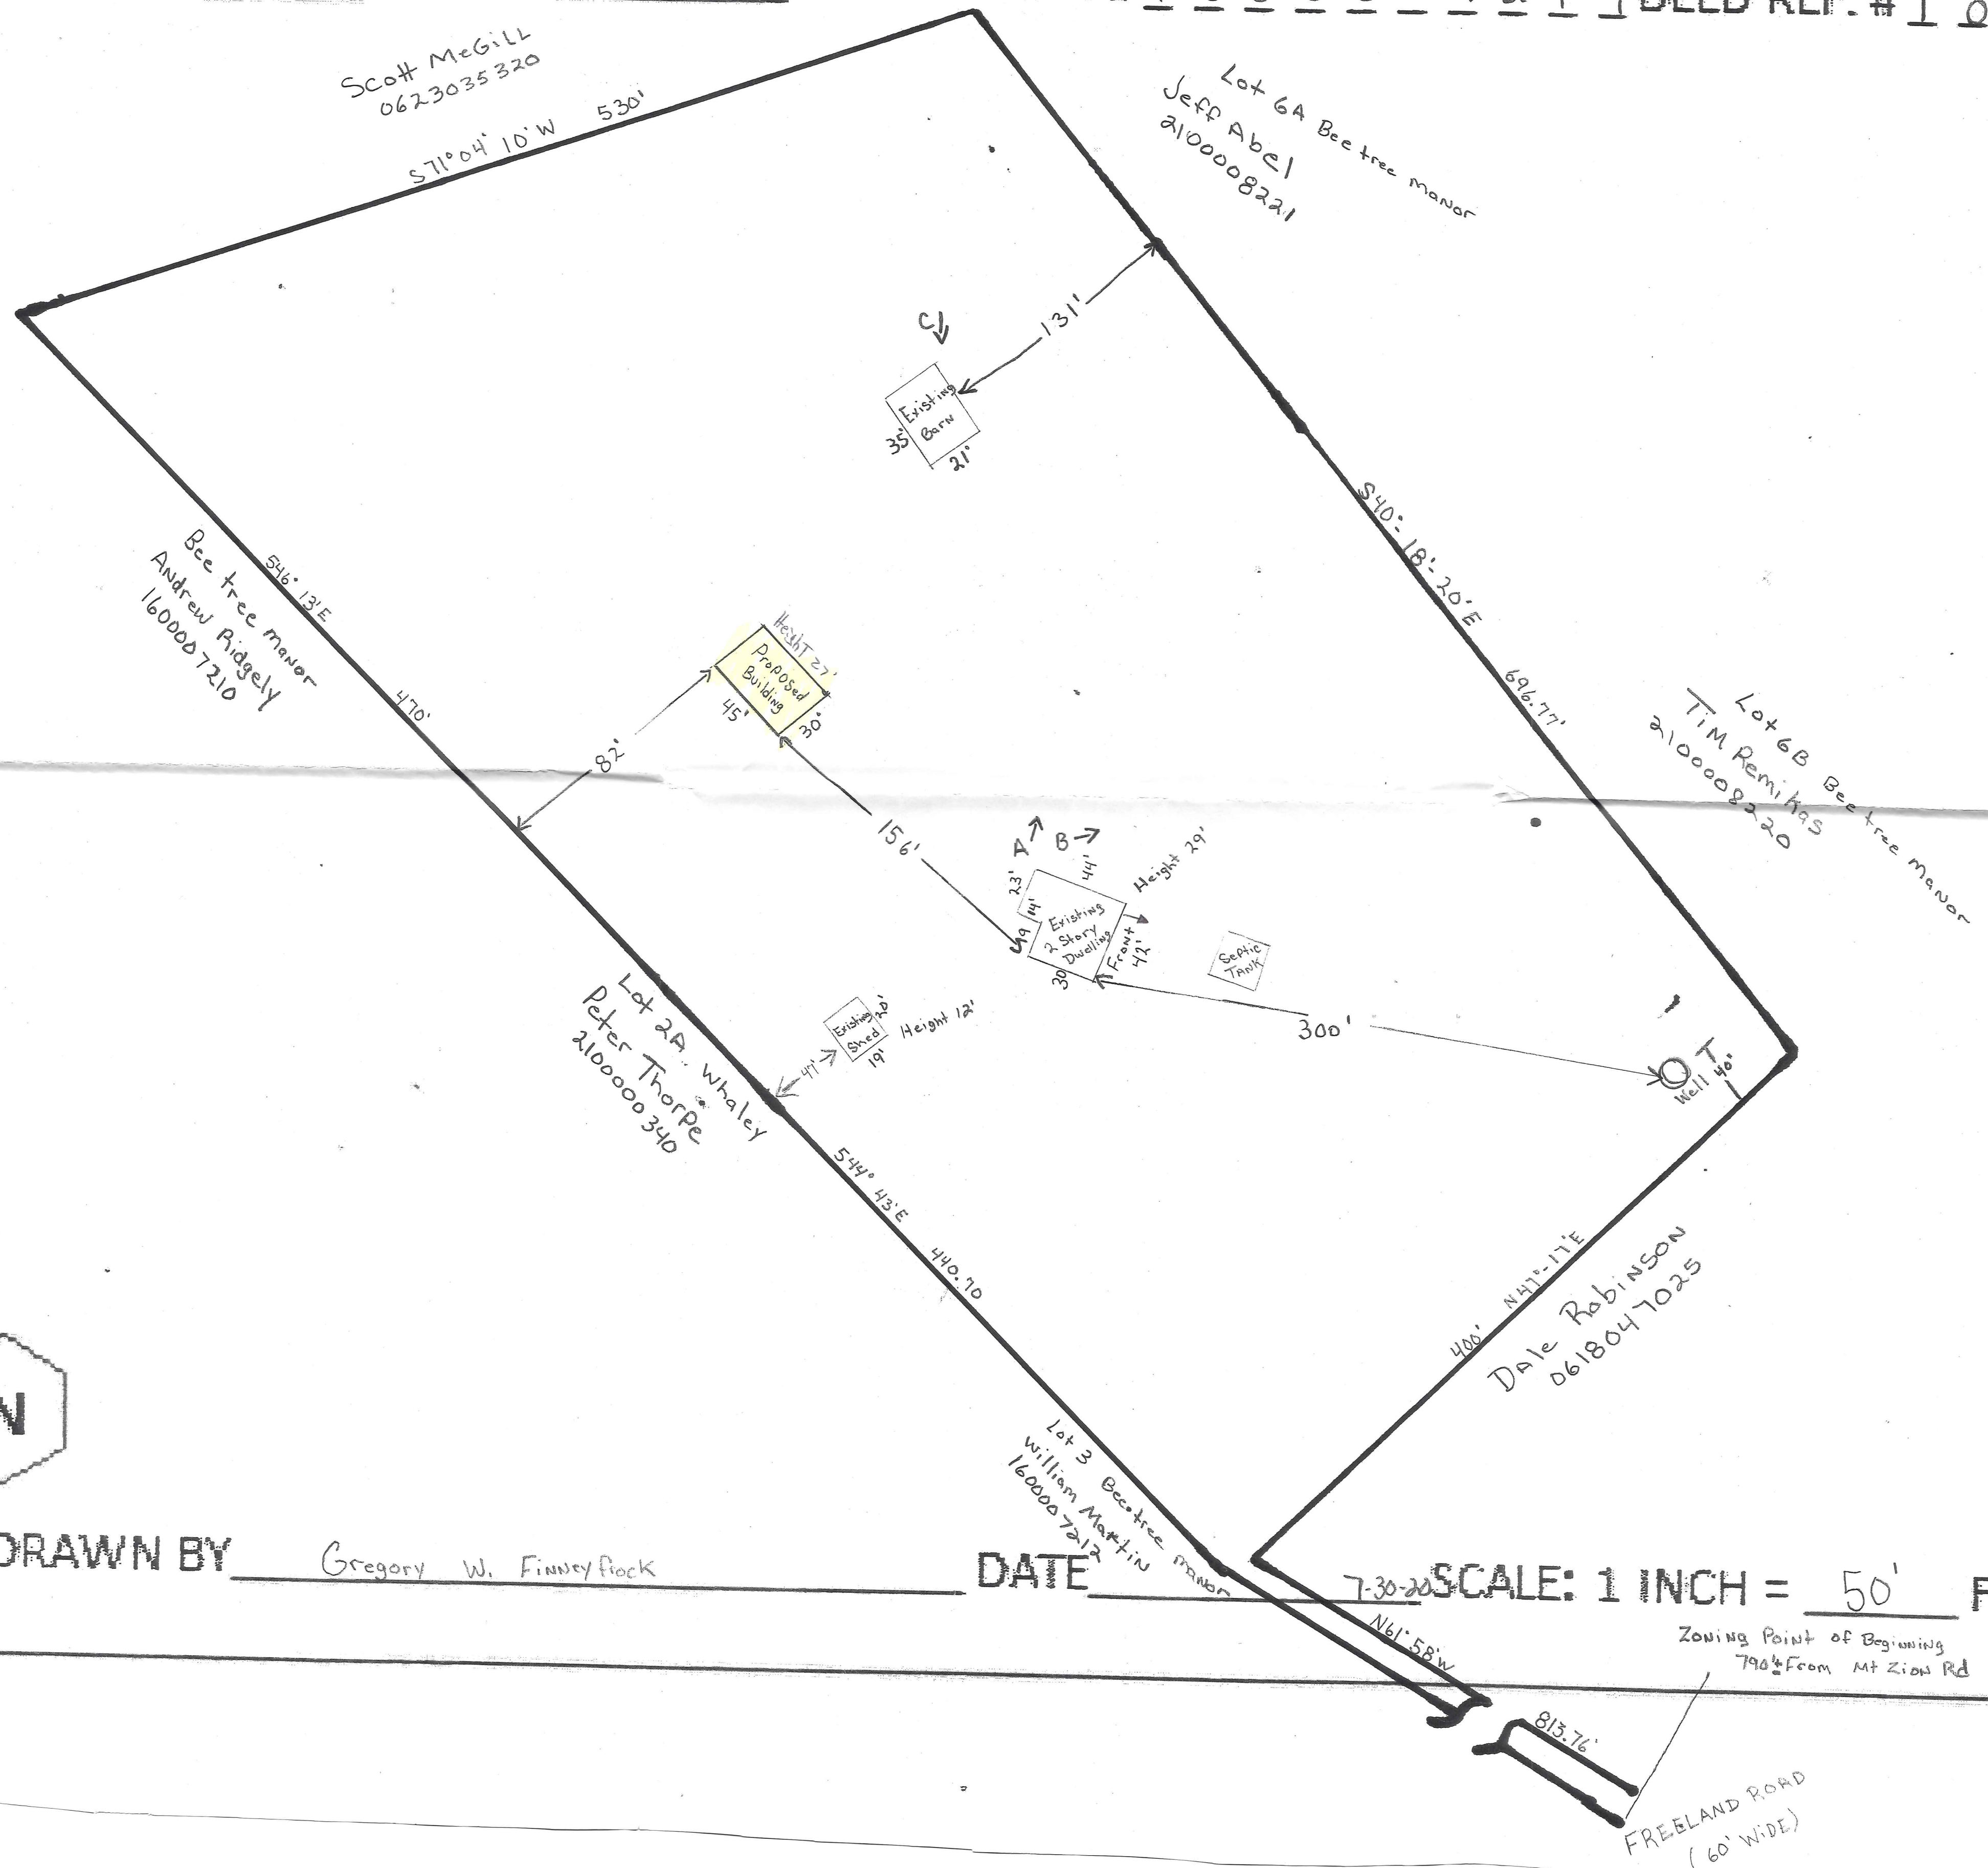 DEED REF. # 1 0
Scott McGill
0623035320
S71°04' 10"W 530'
Lot 6A Bee tree manor
Jeff Abel
2100008221
131'
C
Existing
Barn
35'
21'
S40°-18'-20"E
696.77'
Bee tree manor
Andrew Ridgely
1600007210
S46° 13'E
470'
Height 27'
Proposed
Building
45'
30'
82'
156'
Lot 6B Bee tree manor
Tim Remikas
2100008220
A B
44'
Height 29'
23'
14'
19
Existing
2 Story
Dwelling
Front
42'
30
Septic
Tank
300'
Well
40'
Existing
Shed
20'
19'
Height 12'
47'
Lot 2A Whaley
Peter Thorpe
2100000340
S44° 43'E
440.70
N47°-17'E
400'
Dale Robinson
0618047025
Lot 3 Beetree manor
William Martin
1600007212
N
DRAWN BY Gregory W. Finneyfrock DATE 7-30-20 SCALE: 1 INCH = 50' F
N61°58'W
Zoning Point of Beginning
790'± From Mt Zion Rd
813.76'
FREELAND ROAD
(60' WIDE)